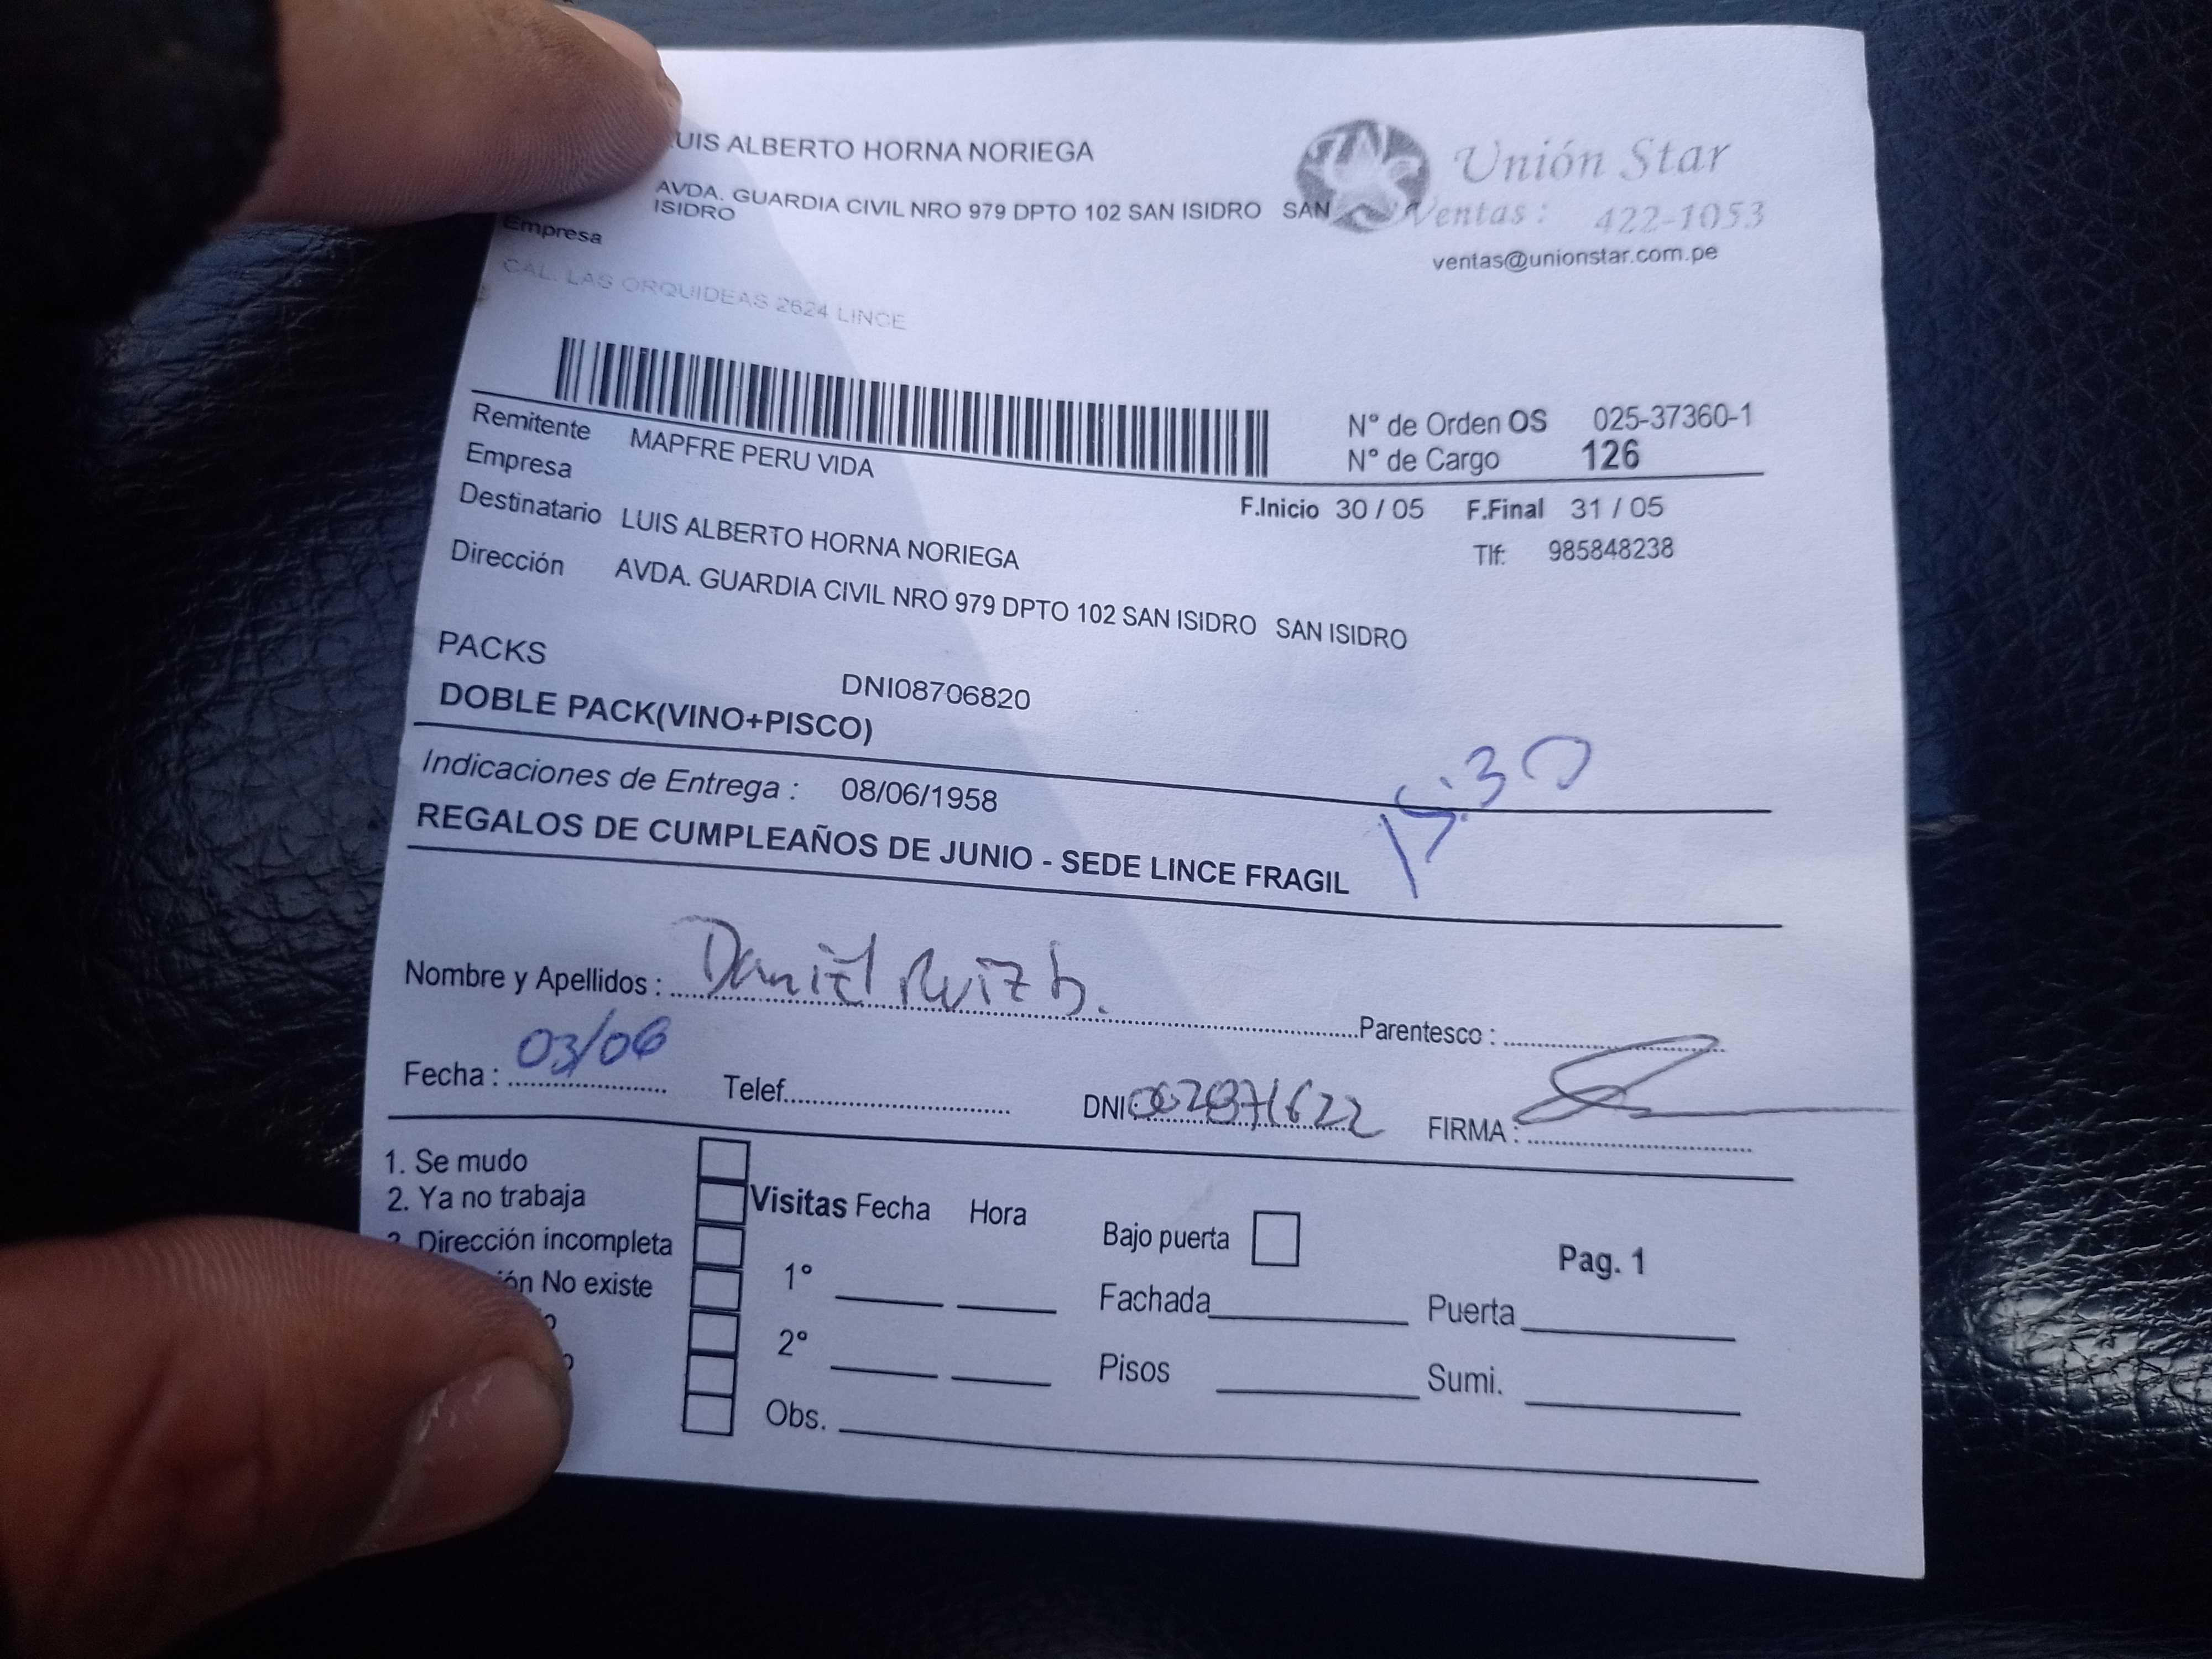 LUIS ALBERTO HORNA NORIEGA
Unión Star
AVDA. GUARDIA CIVIL NRO 979 DPTO 102 SAN ISIDRO SAN
ISIDRO
Ventas: 422-1053
Empresa
ventas@unionstar.com.pe
CAL. LAS ORQUIDEAS 2624 LINCE
N° de Orden OS 025-37360-1
Remitente MAPFRE PERU VIDA
N° de Cargo 126
Empresa
F.Inicio 30 / 05 F.Final 31 / 05
Destinatario LUIS ALBERTO HORNA NORIEGA
Tlf: 985848238
Dirección AVDA. GUARDIA CIVIL NRO 979 DPTO 102 SAN ISIDRO SAN ISIDRO
PACKS
DNI08706820
DOBLE PACK(VINO+PISCO)
Indicaciones de Entrega : 08/06/1958
REGALOS DE CUMPLEAÑOS DE JUNIO - SEDE LINCE FRAGIL
Nombre y Apellidos : Daniel Ruiz b.
Parentesco :
Fecha : 03/06 Telef. DNI FIRMA :
1. Se mudo
2. Ya no trabaja
Visitas Fecha Hora
Bajo puerta
Pag. 1
Dirección incompleta
No existe
1°
Fachada Puerta
2°
Pisos Sumi.
Obs.